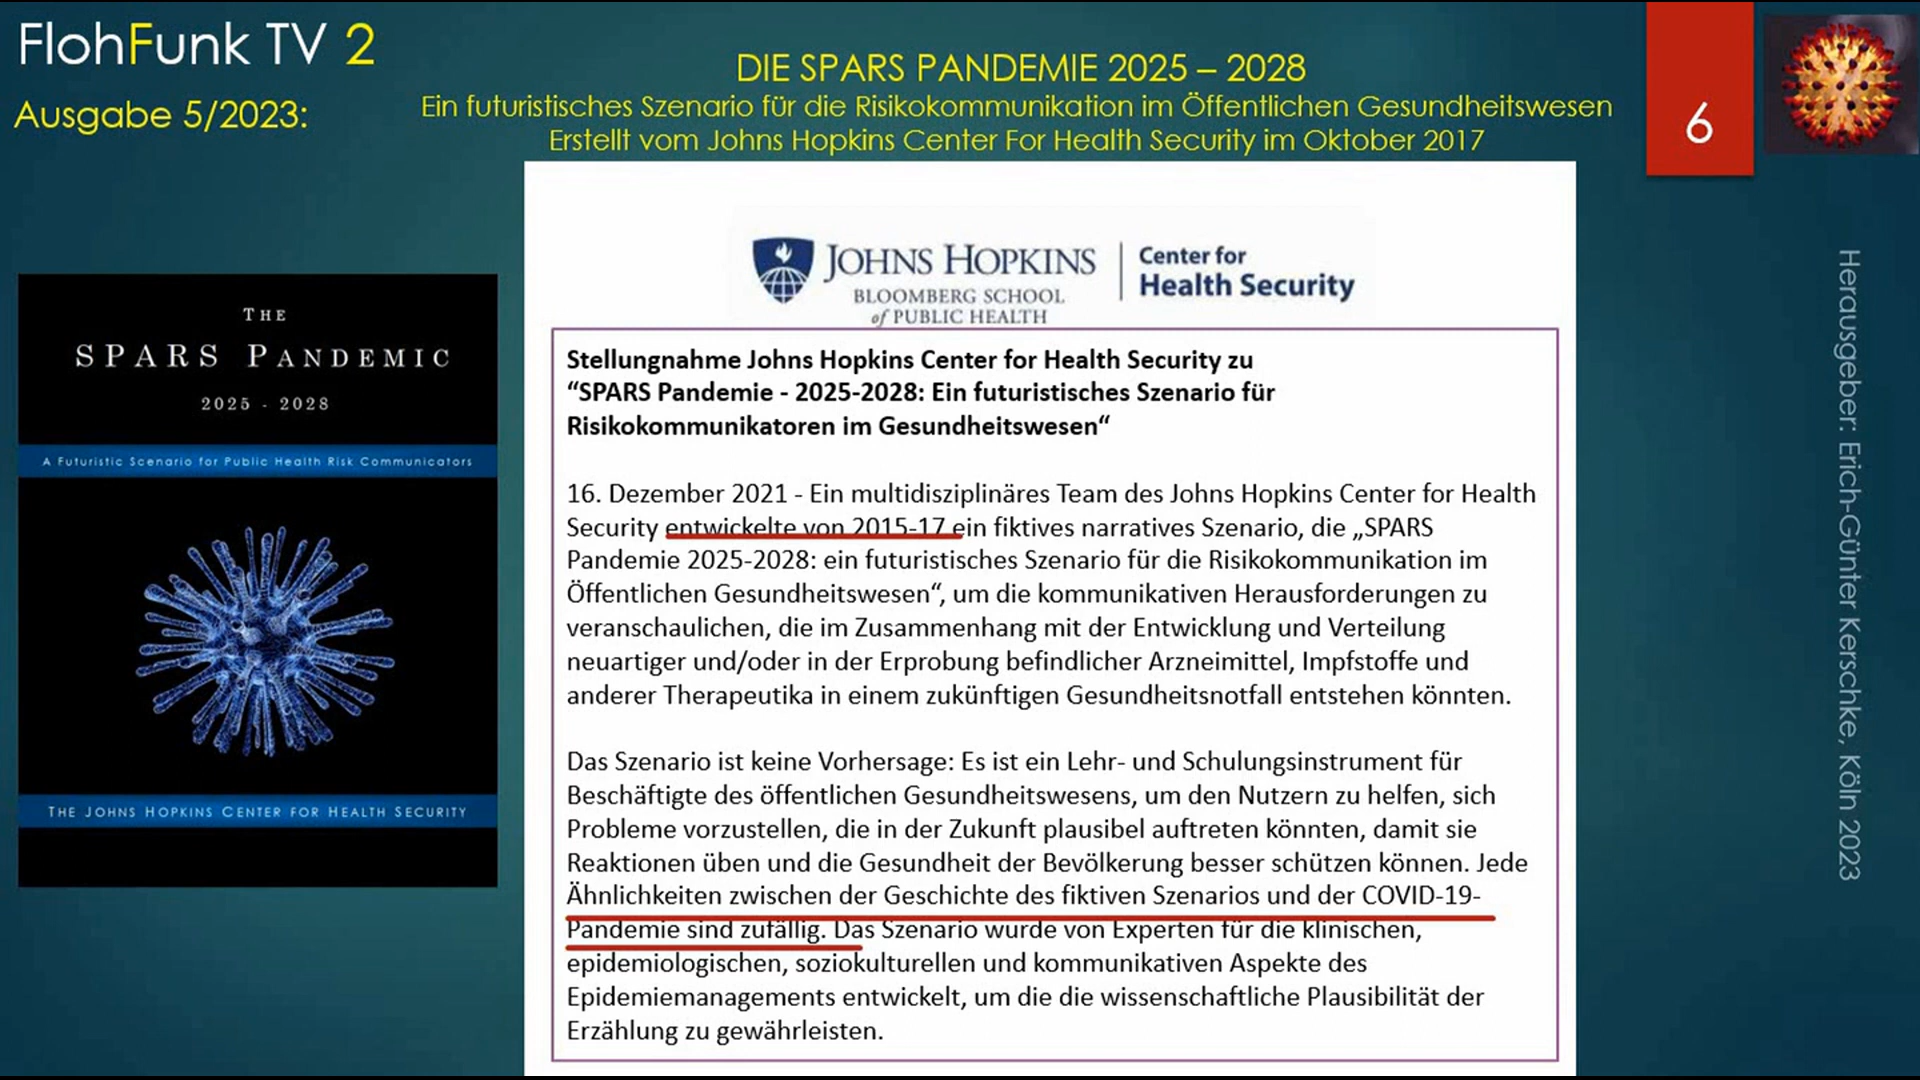 FlohFunk TV 2
Ausgabe 5/2023:
DIE SPARS PANDEMIE 2025 – 2028
Ein futuristisches Szenario für die Risikokommunikation im Öffentlichen Gesundheitswesen
Erstellt vom Johns Hopkins Center For Health Security im Oktober 2017
6
THE
SPARS PANDEMIC
2025 - 2028
A Futuristic Scenario for Public Health Risk Communicators
THE JOHNS HOPKINS CENTER FOR HEALTH SECURITY
JOHNS HOPKINS
BLOOMBERG SCHOOL
of PUBLIC HEALTH
Center for
Health Security
Stellungnahme Johns Hopkins Center for Health Security zu
“SPARS Pandemie - 2025-2028: Ein futuristisches Szenario für
Risikokommunikatoren im Gesundheitswesen“
16. Dezember 2021 - Ein multidisziplinäres Team des Johns Hopkins Center for Health
Security entwickelte von 2015-17 ein fiktives narratives Szenario, die „SPARS
Pandemie 2025-2028: ein futuristisches Szenario für die Risikokommunikation im
Öffentlichen Gesundheitswesen“, um die kommunikativen Herausforderungen zu
veranschaulichen, die im Zusammenhang mit der Entwicklung und Verteilung
neuartiger und/oder in der Erprobung befindlicher Arzneimittel, Impfstoffe und
anderer Therapeutika in einem zukünftigen Gesundheitsnotfall entstehen könnten.
Das Szenario ist keine Vorhersage: Es ist ein Lehr- und Schulungsinstrument für
Beschäftigte des öffentlichen Gesundheitswesens, um den Nutzern zu helfen, sich
Probleme vorzustellen, die in der Zukunft plausibel auftreten könnten, damit sie
Reaktionen üben und die Gesundheit der Bevölkerung besser schützen können. Jede
Ähnlichkeiten zwischen der Geschichte des fiktiven Szenarios und der COVID-19-
Pandemie sind zufällig. Das Szenario wurde von Experten für die klinischen,
epidemiologischen, soziokulturellen und kommunikativen Aspekte des
Epidemiemanagements entwickelt, um die die wissenschaftliche Plausibilität der
Erzählung zu gewährleisten.
Herausgeber: Erich-Günter Kerschke, Köln 2023